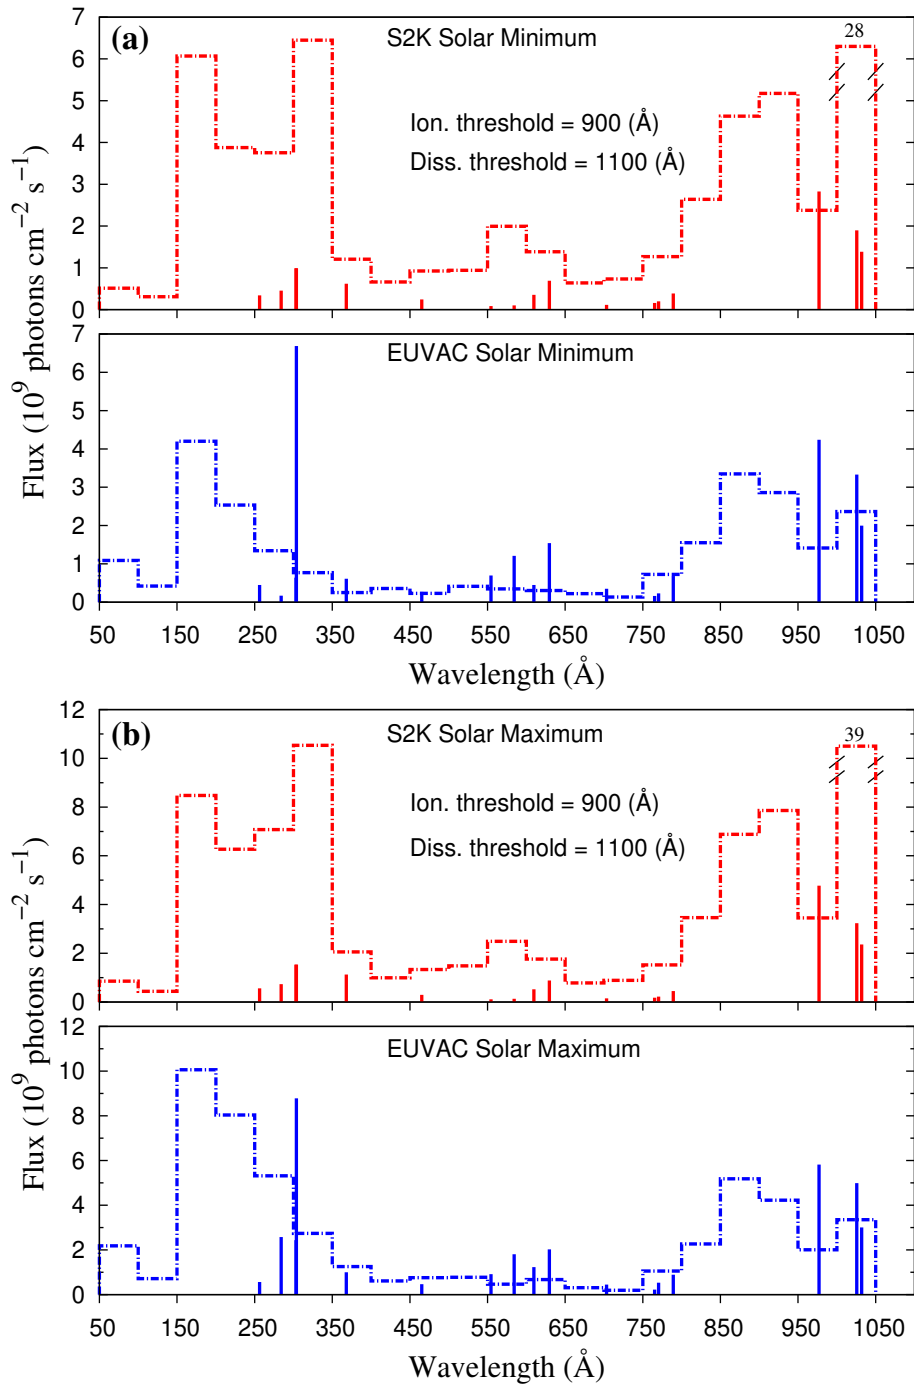 (a)
S2K Solar Minimum
28
Ion. threshold = 900 (Å)
Diss. threshold = 1100 (Å)
7
6
5
4
3
2
1
0
EUVAC Solar Minimum
7
6
5
4
3
2
1
0
Flux (10⁹ photons cm⁻² s⁻¹)
50 150 250 350 450 550 650 750 850 950 1050
Wavelength (Å)
(b)
S2K Solar Maximum
39
Ion. threshold = 900 (Å)
Diss. threshold = 1100 (Å)
12
10
8
6
4
2
0
EUVAC Solar Maximum
12
10
8
6
4
2
0
Flux (10⁹ photons cm⁻² s⁻¹)
50 150 250 350 450 550 650 750 850 950 1050
Wavelength (Å)